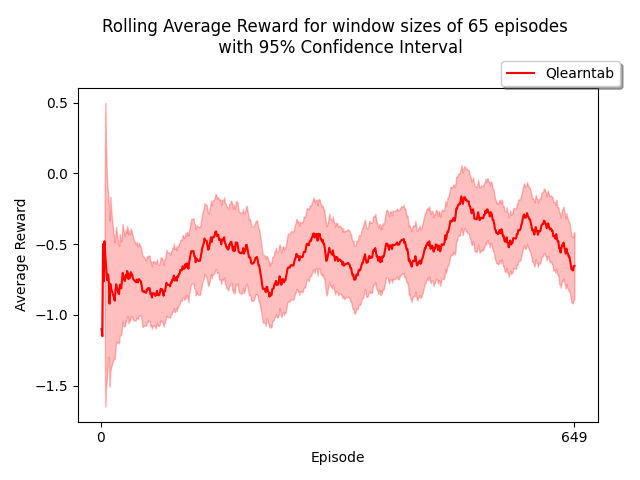 Rolling Average Reward for window sizes of 65 episodes
with 95% Confidence Interval
Qlearntab
0.5
0.0
−0.5
−1.0
−1.5
Average Reward
0
649
Episode